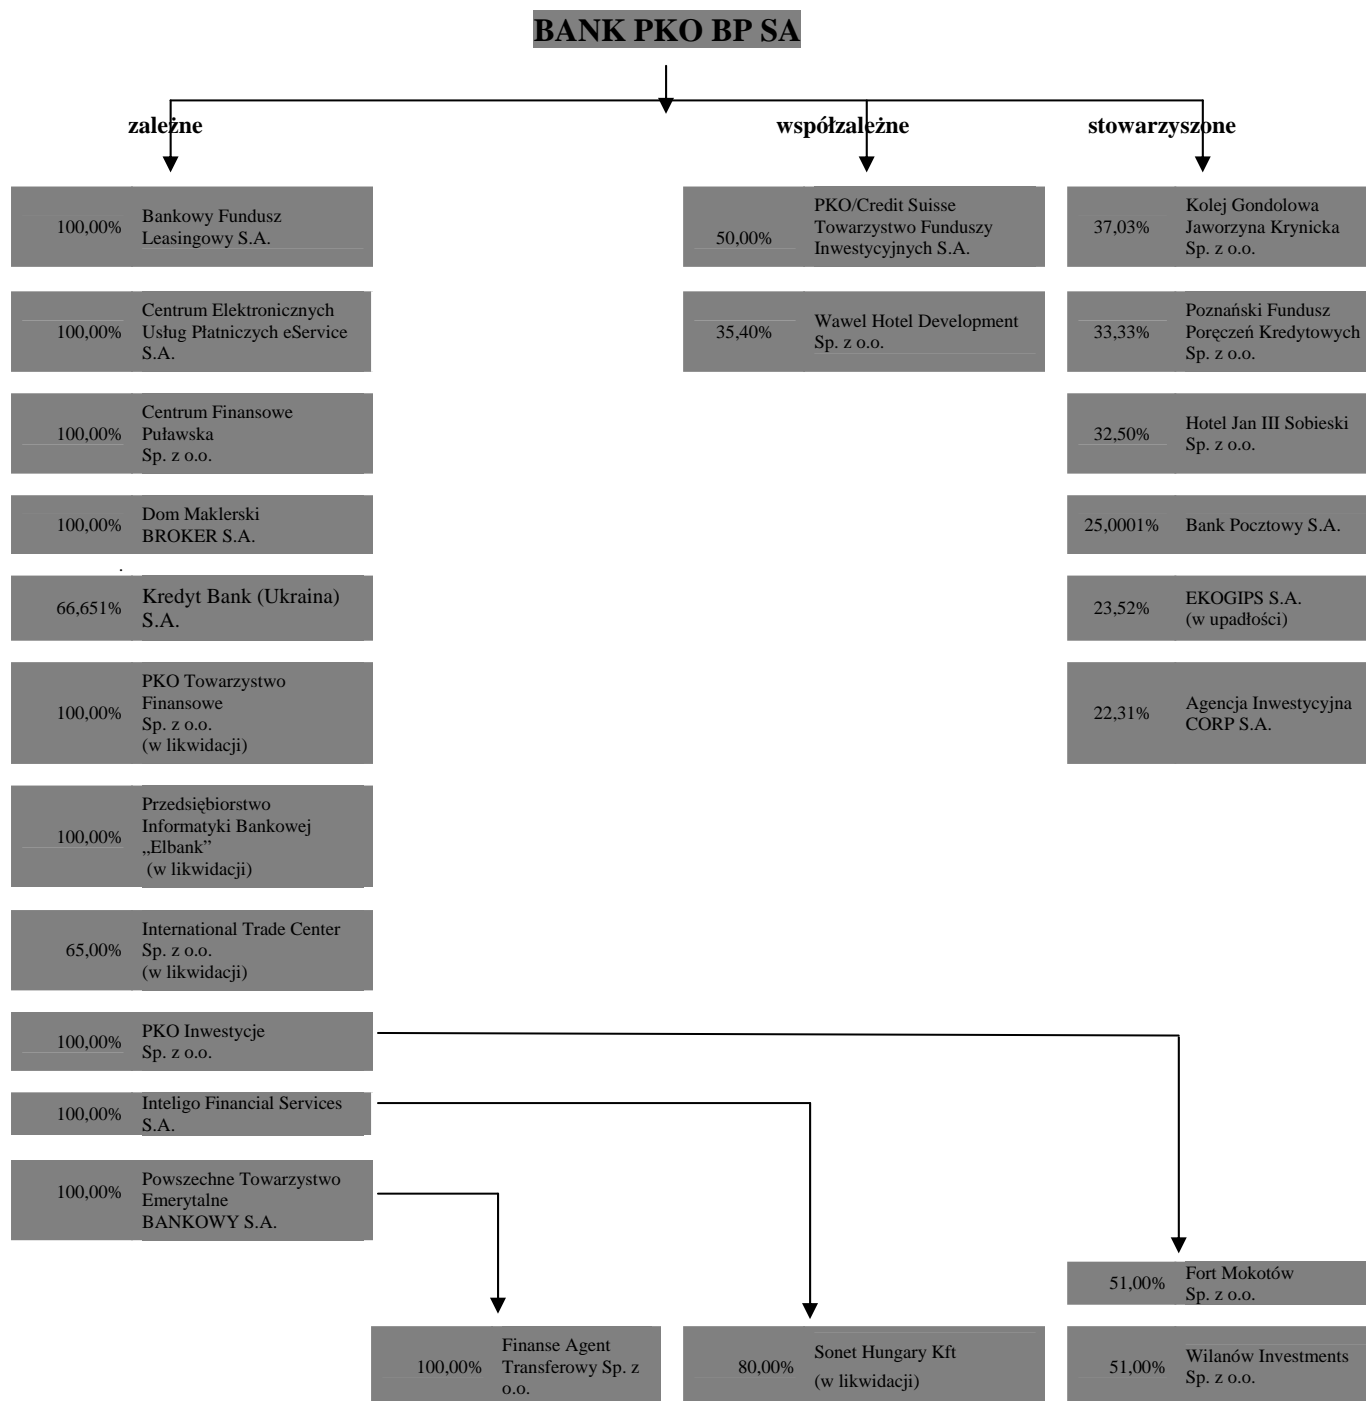 BANK PKO BP SA
zależne
współzależne
stowarzyszone
100,00%
Bankowy Fundusz
Leasingowy S.A.
100,00%
Centrum Elektronicznych
Usług Płatniczych eService
S.A.
100,00%
Centrum Finansowe
Puławska
Sp. z o.o.
100,00%
Dom Maklerski
BROKER S.A.
.
66,651%
Kredyt Bank (Ukraina)
S.A.
100,00%
PKO Towarzystwo
Finansowe
Sp. z o.o.
(w likwidacji)
100,00%
Przedsiębiorstwo
Informatyki Bankowej
„Elbank”
(w likwidacji)
65,00%
International Trade Center
Sp. z o.o.
(w likwidacji)
100,00%
PKO Inwestycje
Sp. z o.o.
100,00%
Inteligo Financial Services
S.A.
100,00%
Powszechne Towarzystwo
Emerytalne
BANKOWY S.A.
50,00%
PKO/Credit Suisse
Towarzystwo Funduszy
Inwestycyjnych S.A.
35,40%
Wawel Hotel Development
Sp. z o.o.
37,03%
Kolej Gondolowa
Jaworzyna Krynicka
Sp. z o.o.
33,33%
Poznański Fundusz
Poręczeń Kredytowych
Sp. z o.o.
32,50%
Hotel Jan III Sobieski
Sp. z o.o.
25,0001%
Bank Pocztowy S.A.
23,52%
EKOGIPS S.A.
(w upadłości)
22,31%
Agencja Inwestycyjna
CORP S.A.
100,00%
Finanse Agent
Transferowy Sp. z
o.o.
80,00%
Sonet Hungary Kft
(w likwidacji)
51,00%
Fort Mokotów
Sp. z o.o.
51,00%
Wilanów Investments
Sp. z o.o.